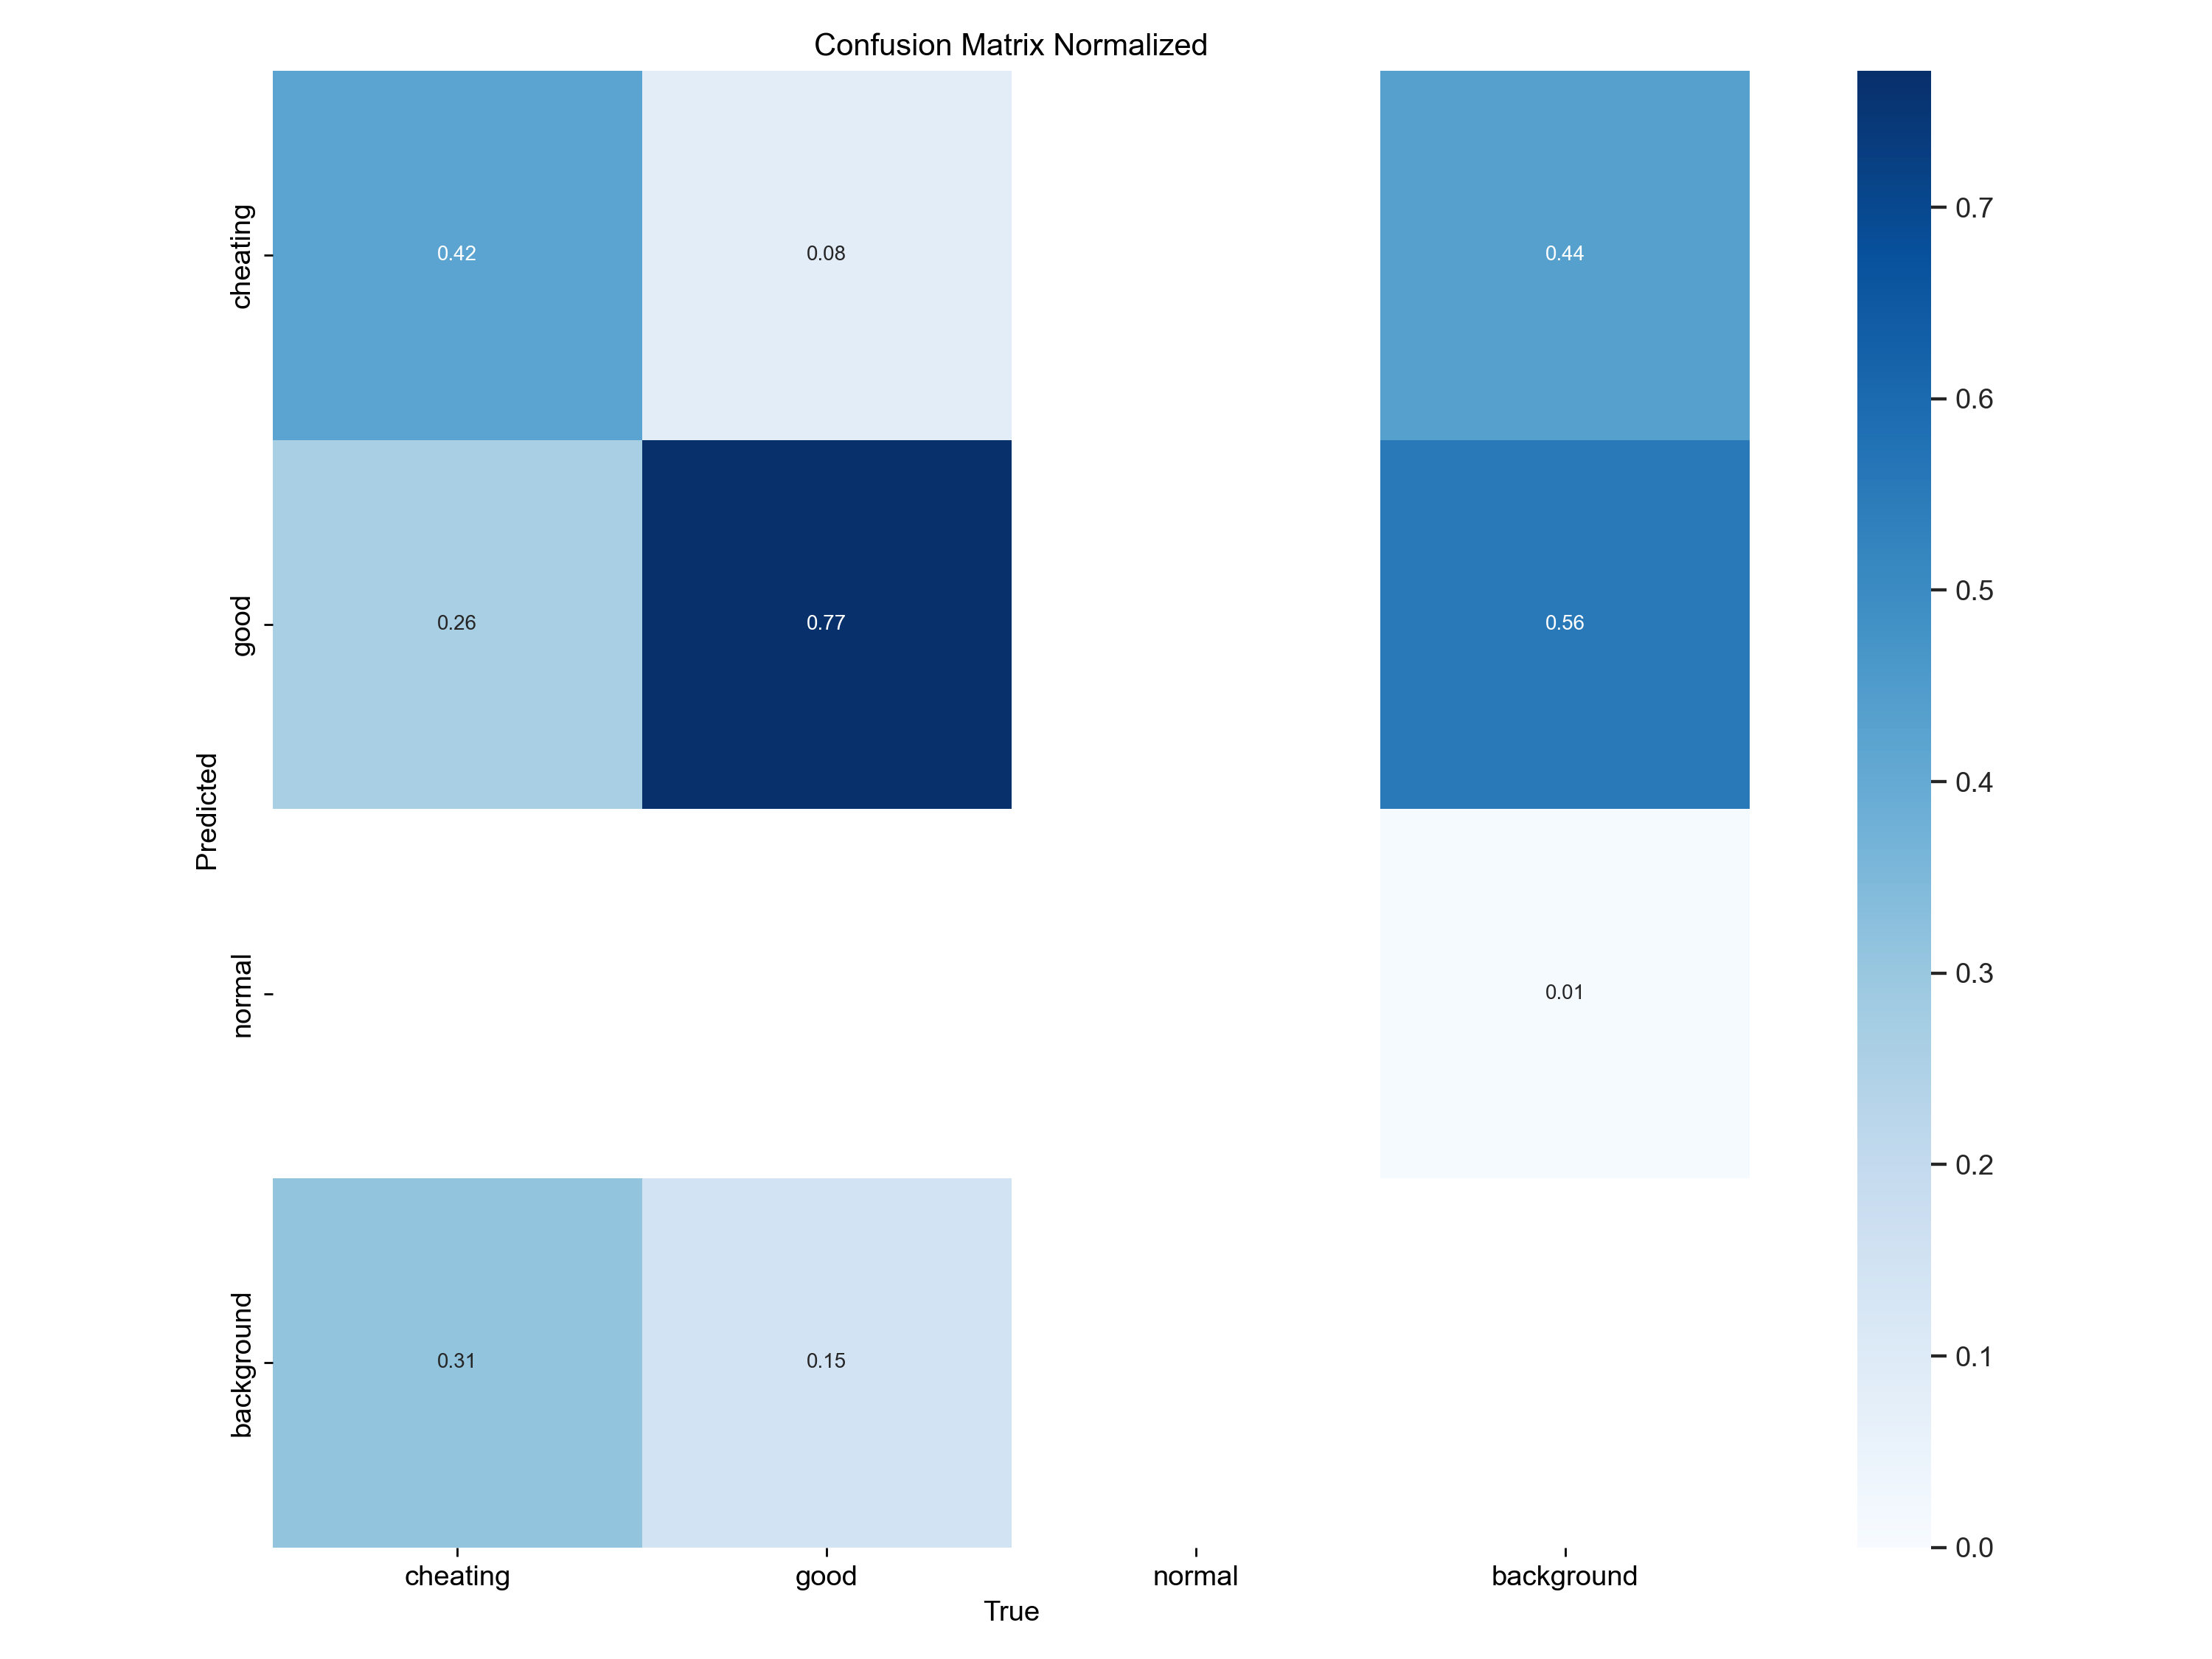 Confusion Matrix Normalized
cheating
0.42
0.08
0.44
good
0.26
0.77
0.56
normal
0.01
background
0.31
0.15
Predicted
cheating
good
normal
background
True
0.7
0.6
0.5
0.4
0.3
0.2
0.1
0.0